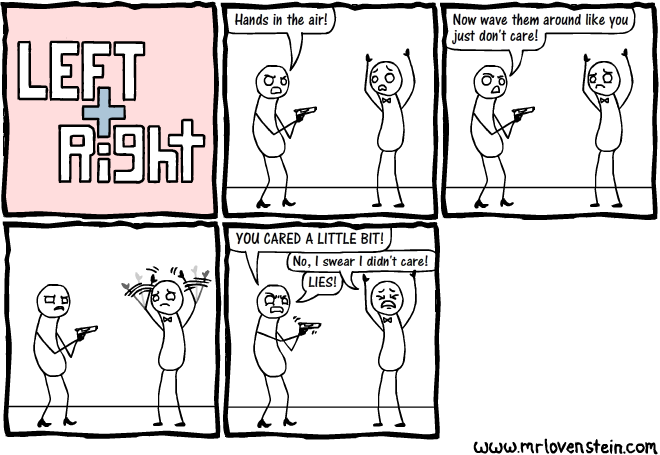 LEFT
+
Right
Hands in the air!
Now wave them around like you
just don't care!
YOU CARED A LITTLE BIT!
No, I swear I didn't care!
LIES!
www.mrlovenstein.com